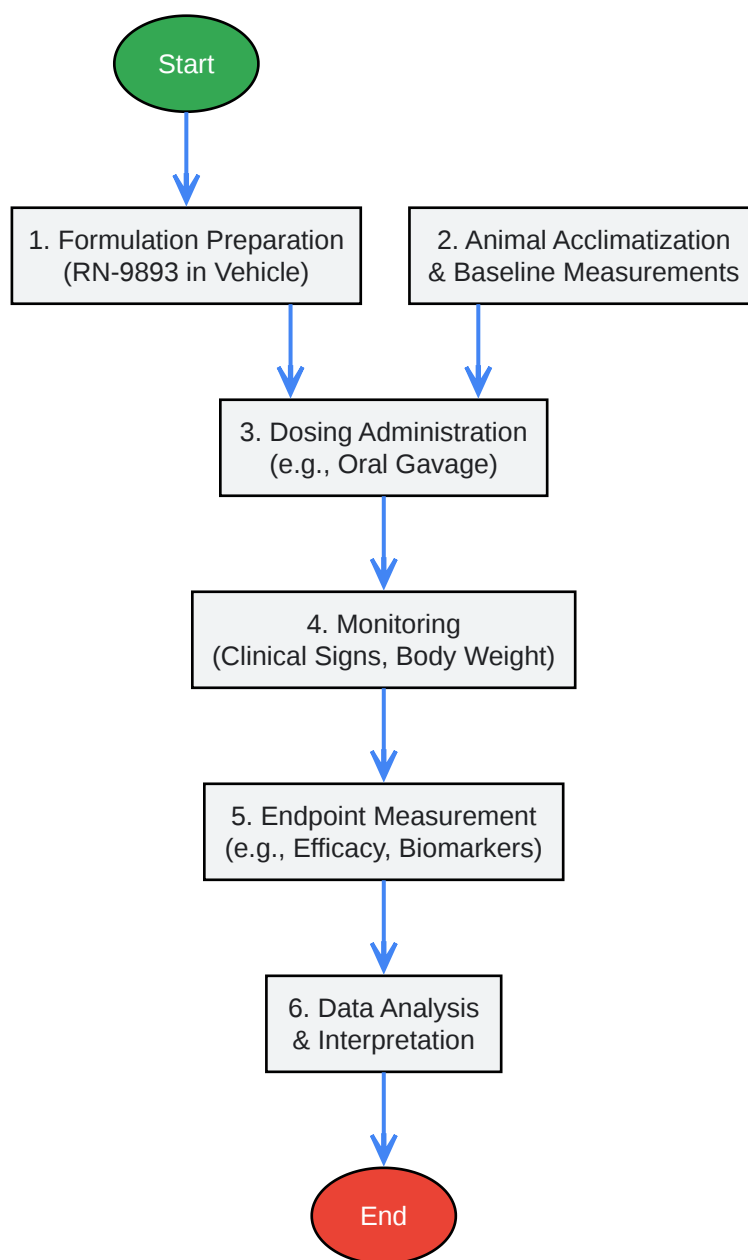 Start
1. Formulation Preparation
(RN-9893 in Vehicle)
2. Animal Acclimatization
& Baseline Measurements
3. Dosing Administration
(e.g., Oral Gavage)
4. Monitoring
(Clinical Signs, Body Weight)
5. Endpoint Measurement
(e.g., Efficacy, Biomarkers)
6. Data Analysis
& Interpretation
End